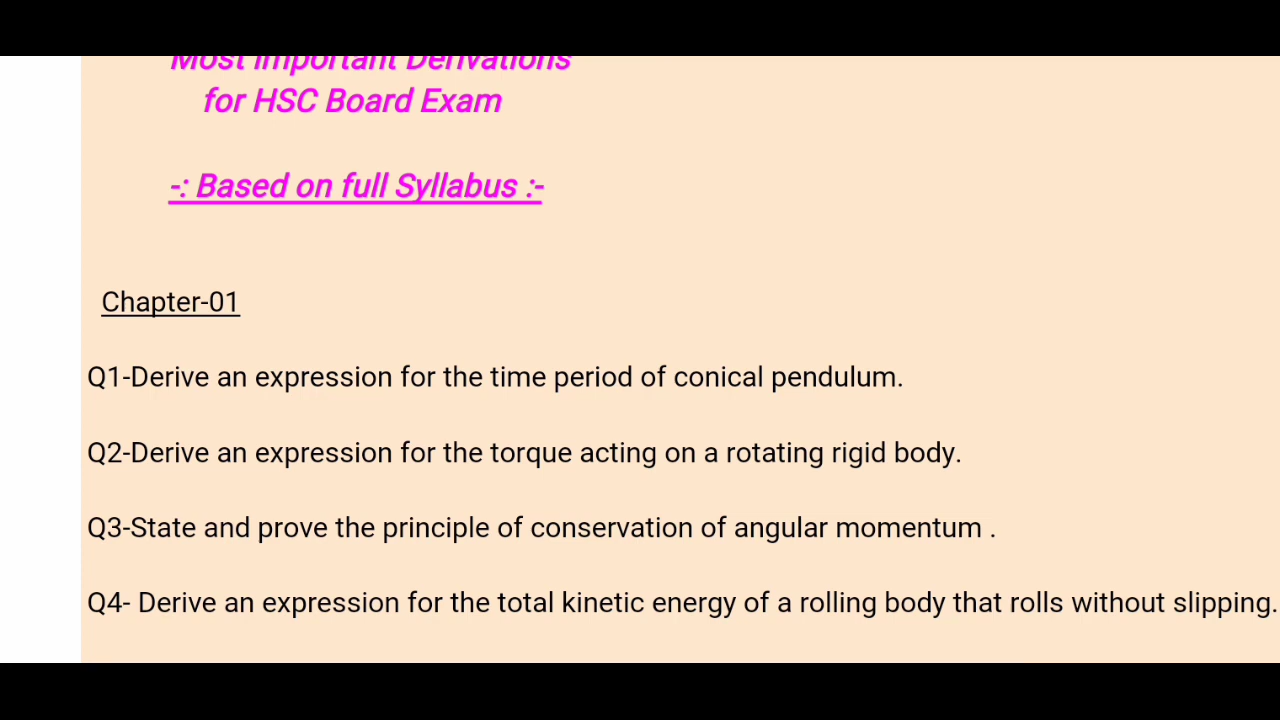 Most Important Derivations
for HSC Board Exam
-: Based on full Syllabus :-
Chapter-01
Q1-Derive an expression for the time period of conical pendulum.
Q2-Derive an expression for the torque acting on a rotating rigid body.
Q3-State and prove the principle of conservation of angular momentum .
Q4- Derive an expression for the total kinetic energy of a rolling body that rolls without slipping.